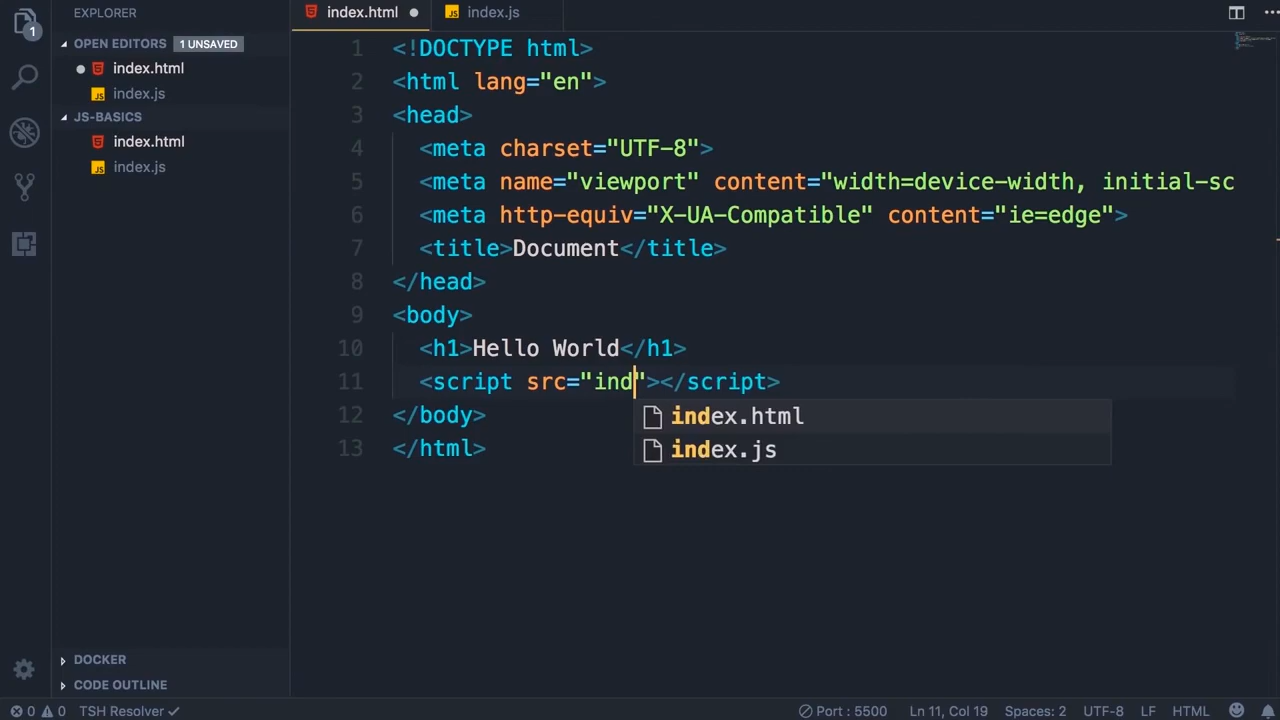 EXPLORER
OPEN EDITORS 1 UNSAVED
index.html
JS index.js
JS-BASICS
index.html
JS index.js
DOCKER
CODE OUTLINE
1
index.html
JS index.js
1 <!DOCTYPE html>
2 <html lang="en">
3 <head>
4 <meta charset="UTF-8">
5 <meta name="viewport" content="width=device-width, initial-sc
6 <meta http-equiv="X-UA-Compatible" content="ie=edge">
7 <title>Document</title>
8 </head>
9 <body>
10 <h1>Hello World</h1>
11 <script src="ind"></script>
index.html
index.js
12 </body>
13 </html>
0 0 TSH Resolver Port : 5500 Ln 11, Col 19 Spaces: 2 UTF-8 LF HTML